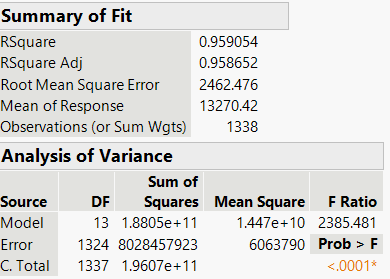 Summary of Fit
RSquare 0.959054
RSquare Adj 0.958652
Root Mean Square Error 2462.476
Mean of Response 13270.42
Observations (or Sum Wgts) 1338
Analysis of Variance
Sum of
Source DF Squares Mean Square F Ratio
Model 13 1.8805e+11 1.447e+10 2385.481
Error 1324 8028457923 6063790 Prob > F
C. Total 1337 1.9607e+11 <.0001*